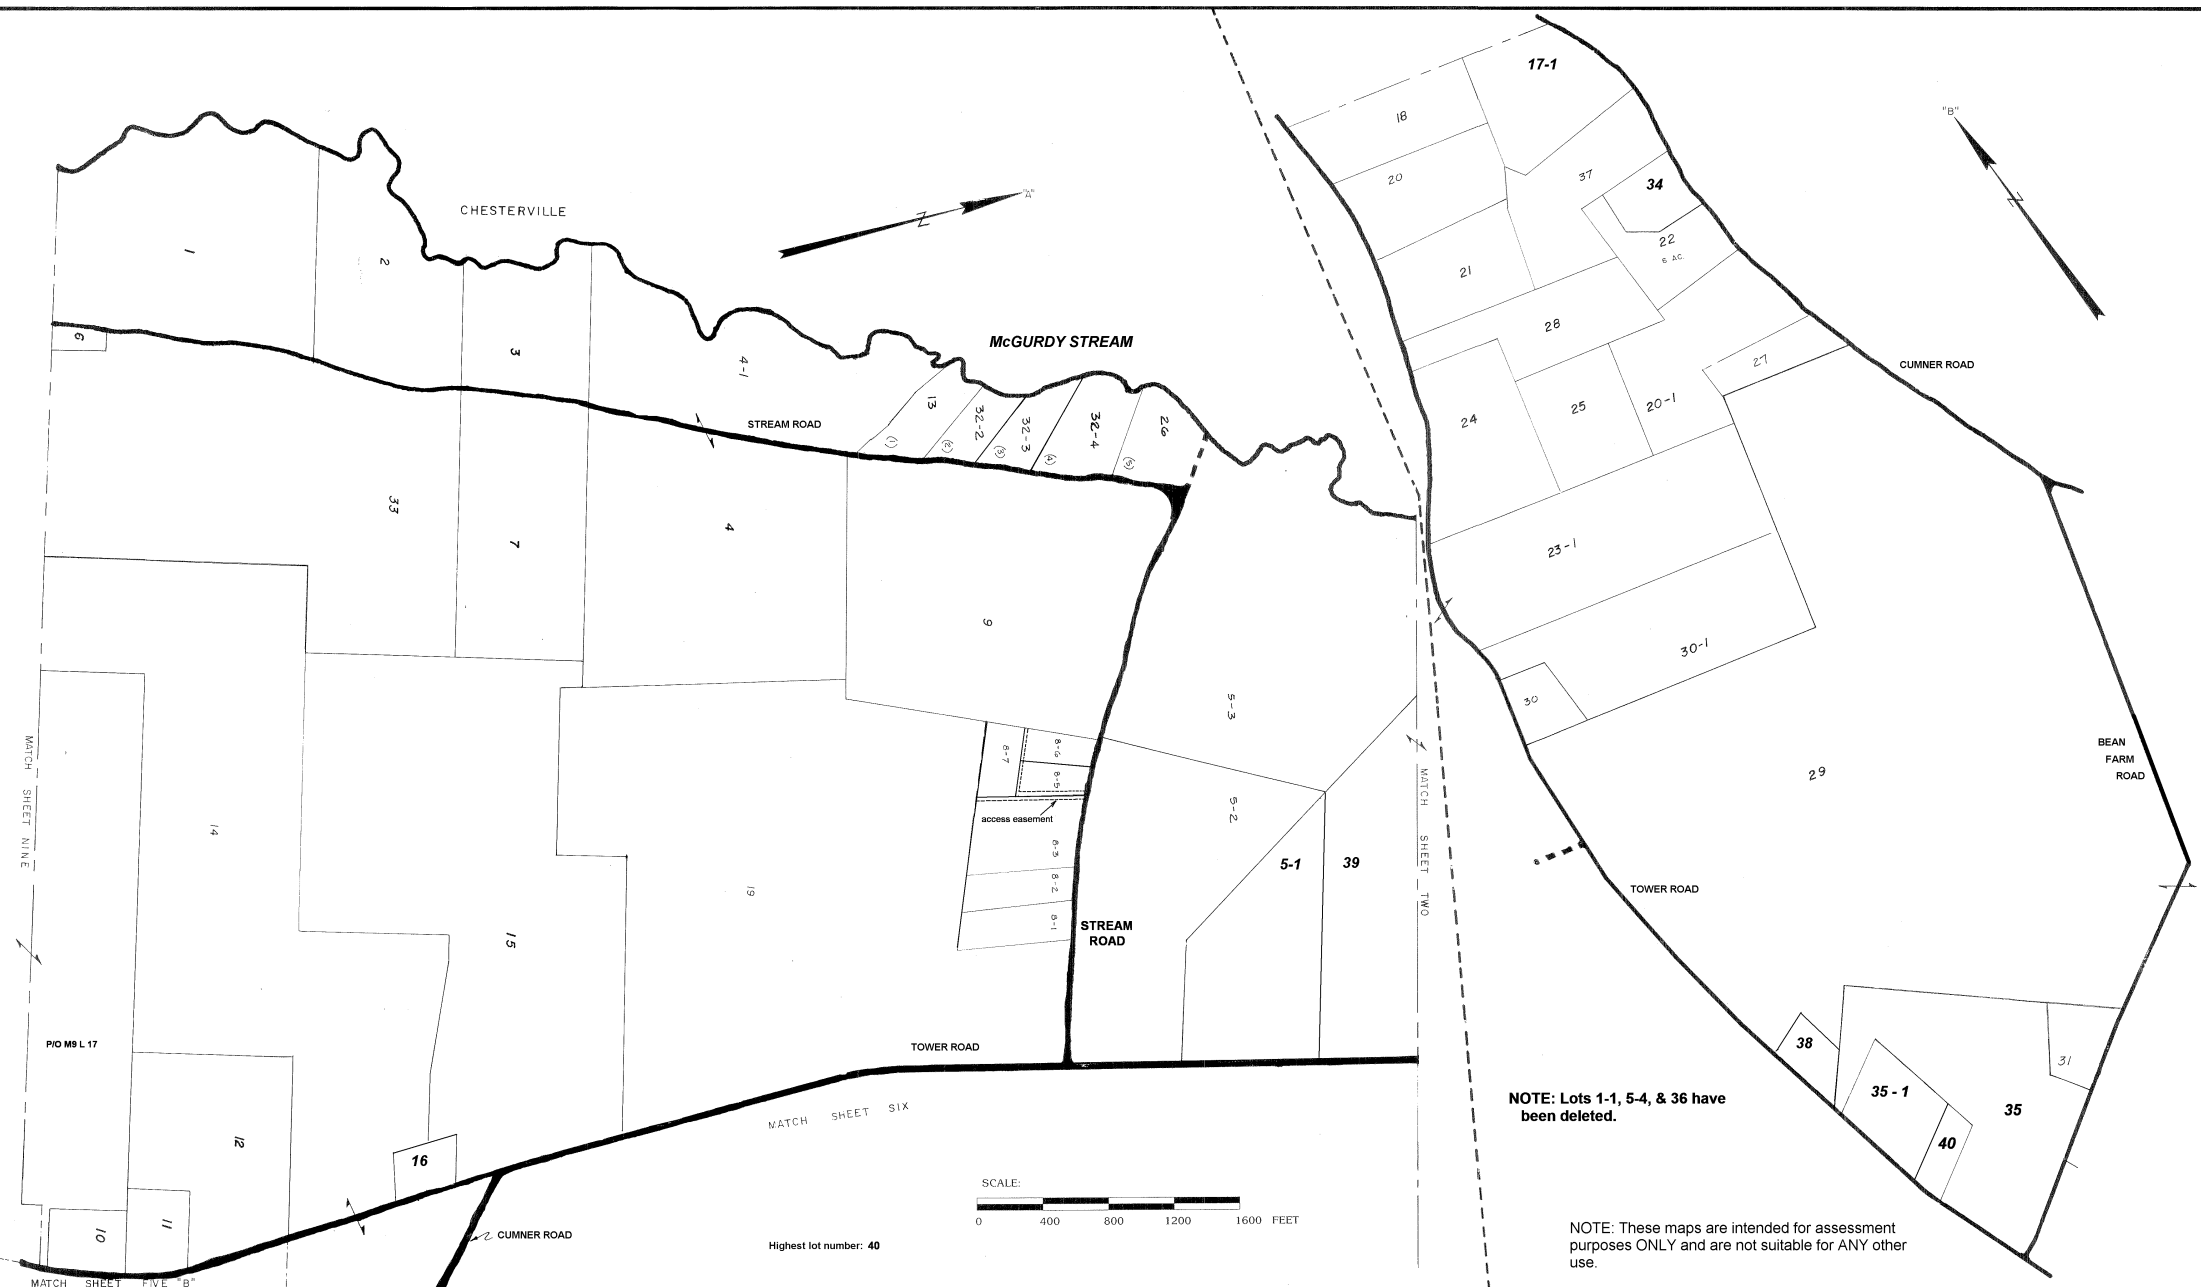 17-1
"B"
18
34
20
37
CHESTERVILLE
"A"
N
N
22
6 AC.
1
2
21
28
McGURDY STREAM
6
3
4-1
27
CUMNER ROAD
13
32-2
32-3
32-4
26
STREAM ROAD
24
25
20-1
(1)
(2)
(3)
(4)
(5)
33
7
4
23-1
9
30-1
5-3
30
BEAN
FARM
ROAD
MATCH SHEET NINE
8-7
8-6
8-5
access easement
5-2
MATCH SHEET TWO
29
14
19
8-3
8-2
8-1
5-1
39
TOWER ROAD
15
STREAM
ROAD
P/O M9 L 17
TOWER ROAD
38
31
35 - 1
35
40
MATCH SHEET SIX
NOTE: Lots 1-1, 5-4, & 36 have
been deleted.
12
16
SCALE:
0 400 800 1200 1600 FEET
11
10
CUMNER ROAD
Highest lot number: 40
NOTE: These maps are intended for assessment
purposes ONLY and are not suitable for ANY other
use.
MATCH SHEET FIVE "B"